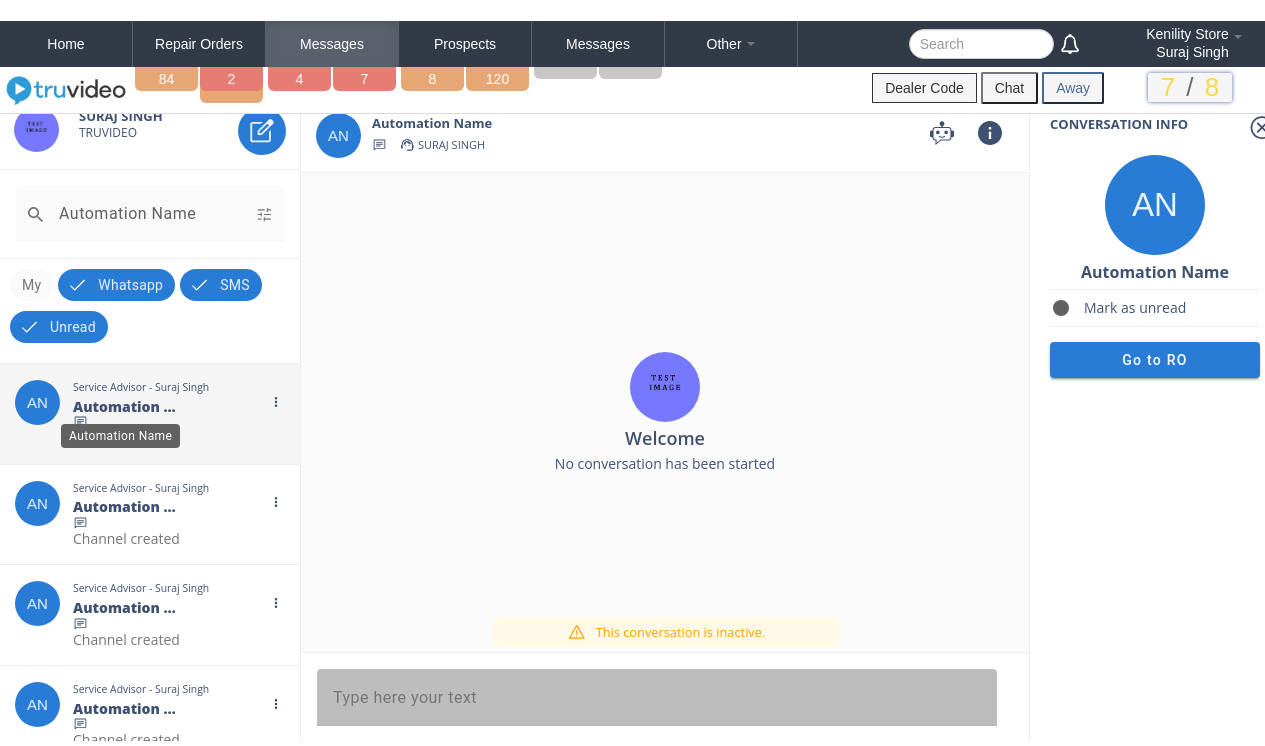 Home
Repair Orders
Messages
Prospects
Messages
Other
Search
Kenility Store
Suraj Singh
truvideo
84
2
4
7
8
120
Dealer Code
Chat
Away
7 / 8
TEST
IMAGE
SURAJ SINGH
TRUVIDEO
Automation Name
My
Whatsapp
SMS
Unread
AN
Service Advisor - Suraj Singh
Automation ...
Automation Name
AN
Service Advisor - Suraj Singh
Automation ...
Channel created
AN
Service Advisor - Suraj Singh
Automation ...
Channel created
AN
Service Advisor - Suraj Singh
Automation ...
Channel created
AN
Automation Name
SURAJ SINGH
TEST
IMAGE
Welcome
No conversation has been started
This conversation is inactive.
Type here your text
CONVERSATION INFO
AN
Automation Name
Mark as unread
Go to RO